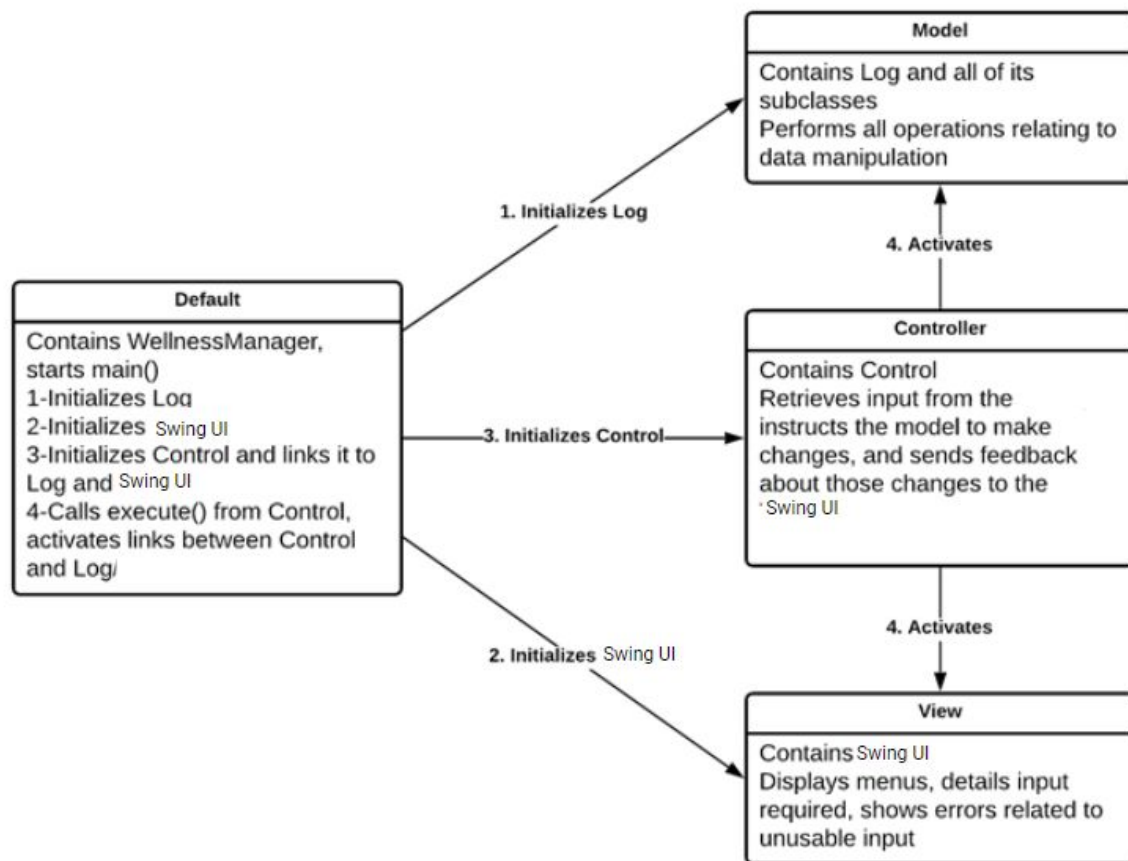 Model
Contains Log and all of its
subclasses
Performs all operations relating to
data manipulation
1. Initializes Log
4. Activates
Default
Contains WellnessManager,
starts main()
1-Initializes Log
2-Initializes Swing UI
3-Initializes Control and links it to
Log and Swing UI
4-Calls execute() from Control,
activates links between Control
and Log/
3. Initializes Control
Controller
Contains Control
Retrieves input from the
instructs the model to make
changes, and sends feedback
about those changes to the
Swing UI
4. Activates
2. Initializes Swing UI
View
Contains Swing UI
Displays menus, details input
required, shows errors related to
unusable input